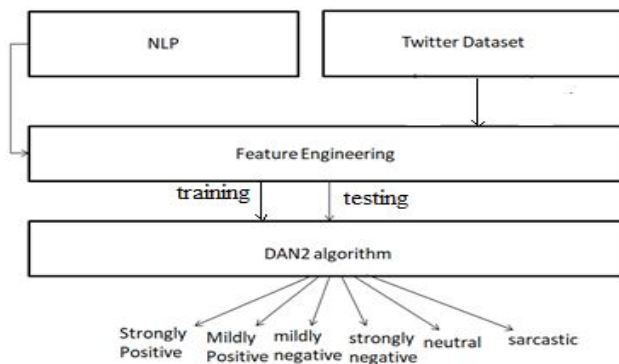 NLP
Twitter Dataset
Feature Engineering
training
testing
DAN2 algorithm
Strongly
Positive
Mildly
Positive
mildly
negative
strongly
negative
neutral
sarcastic